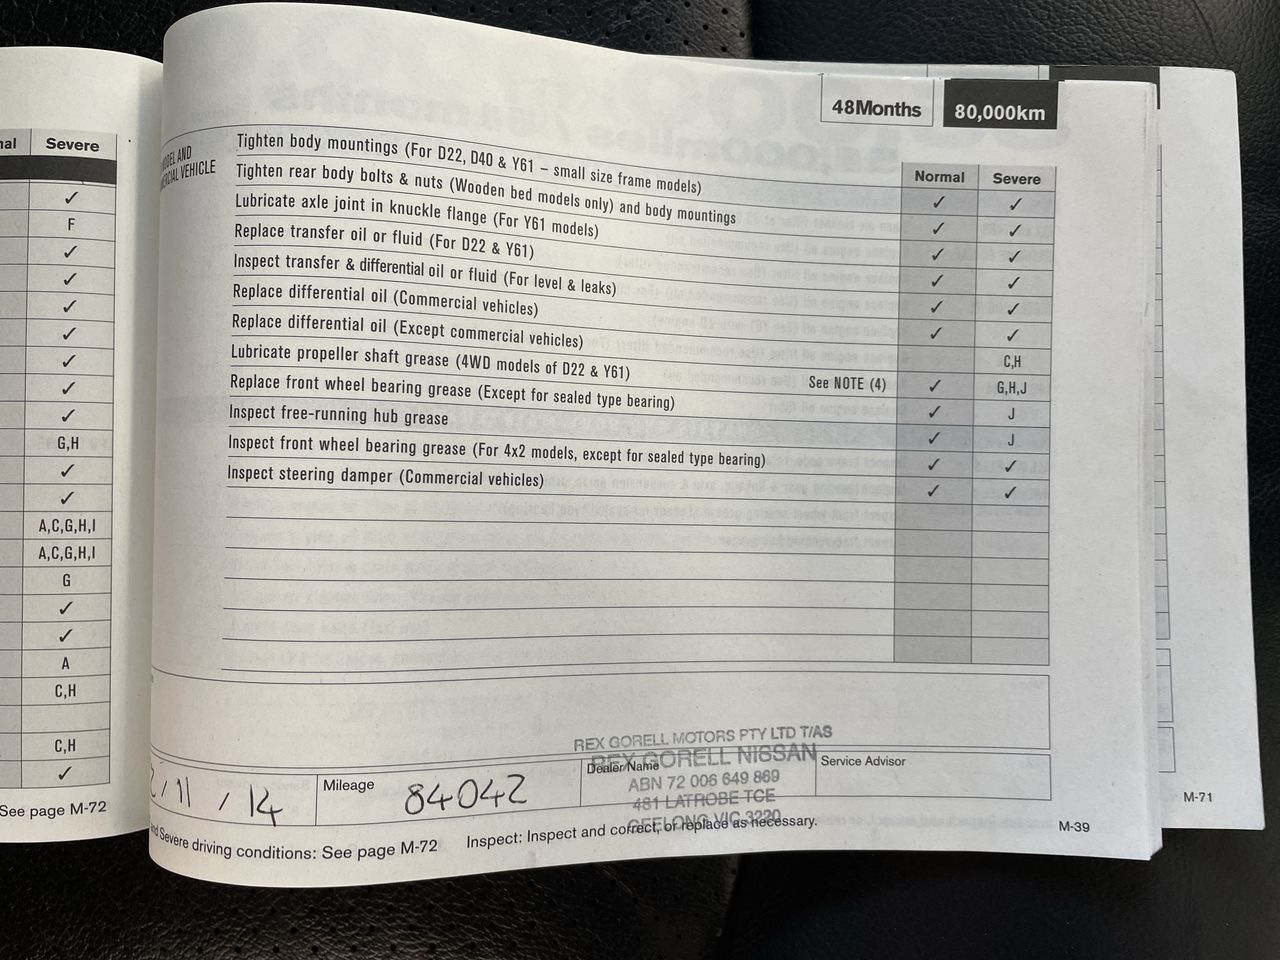 al Severe
✓
F
✓
✓
✓
✓
✓
✓
✓
G,H
✓
✓
A,C,G,H,I
A,C,G,H,I
G
✓
✓
A
C,H
C,H
✓
See page M-72
48Months 80,000km
MODEL AND
VEHICLE
Normal Severe
Tighten body mountings (For D22, D40 & Y61 – small size frame models) ✓ ✓
Tighten rear body bolts & nuts (Wooden bed models only) and body mountings ✓ ✓
Lubricate axle joint in knuckle flange (For Y61 models) ✓ ✓
Replace transfer oil or fluid (For D22 & Y61) ✓ ✓
Inspect transfer & differential oil or fluid (For level & leaks) ✓ ✓
Replace differential oil (Commercial vehicles) ✓ ✓
Replace differential oil (Except commercial vehicles) C,H
Lubricate propeller shaft grease (4WD models of D22 & Y61) See NOTE (4) ✓ G,H,J
Replace front wheel bearing grease (Except for sealed type bearing) ✓ J
Inspect free-running hub grease ✓ J
Inspect front wheel bearing grease (For 4x2 models, except for sealed type bearing) ✓ ✓
Inspect steering damper (Commercial vehicles) ✓ ✓
REX GORELL MOTORS PTY LTD T/AS
REX GORELL NISSAN
ABN 72 006 649 869
481 LATROBE TCE
GEELONG VIC 3220
/ 11 / 14 Mileage 84042 Dealer Name Service Advisor
and Severe driving conditions: See page M-72 Inspect: Inspect and correct, or replace as necessary.
M-39
M-71